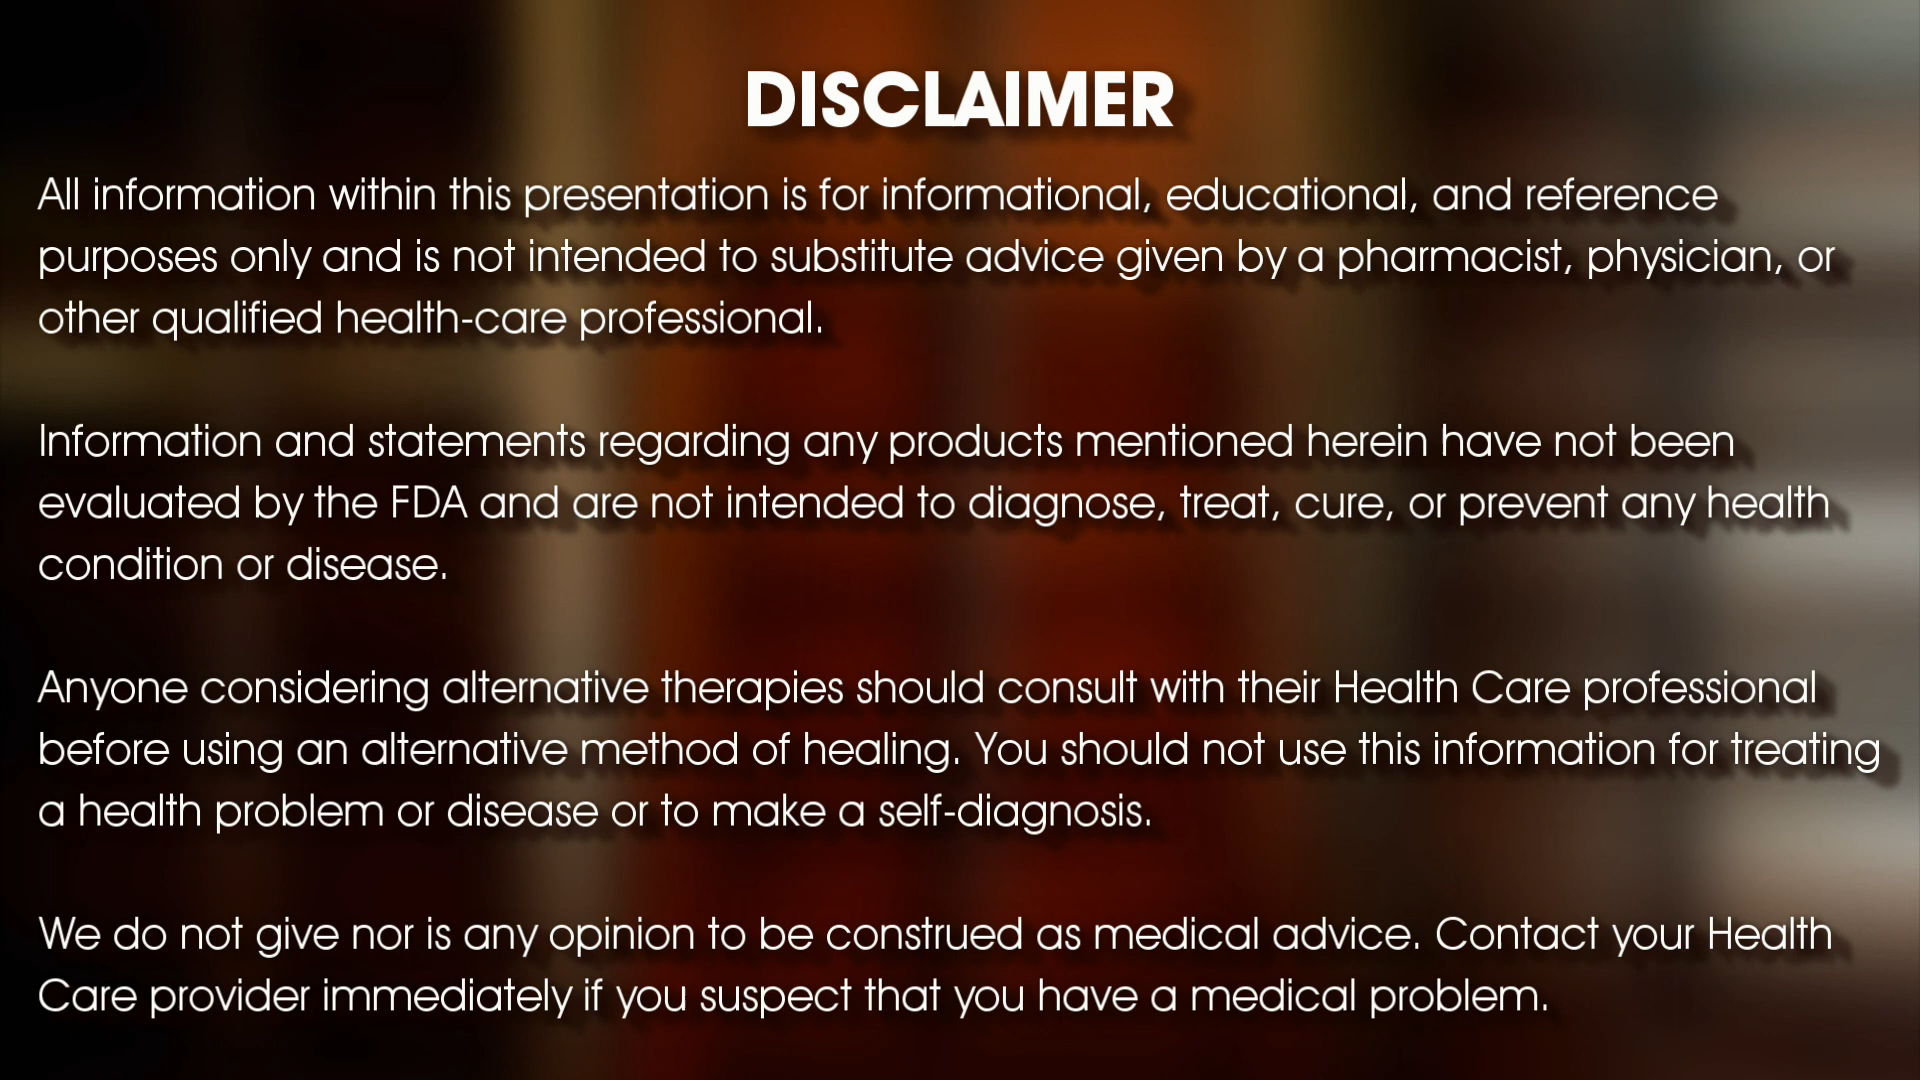 DISCLAIMER
All information within this presentation is for informational, educational, and reference
purposes only and is not intended to substitute advice given by a pharmacist, physician, or
other qualified health-care professional.
Information and statements regarding any products mentioned herein have not been
evaluated by the FDA and are not intended to diagnose, treat, cure, or prevent any health
condition or disease.
Anyone considering alternative therapies should consult with their Health Care professional
before using an alternative method of healing. You should not use this information for treating
a health problem or disease or to make a self-diagnosis.
We do not give nor is any opinion to be construed as medical advice. Contact your Health
Care provider immediately if you suspect that you have a medical problem.